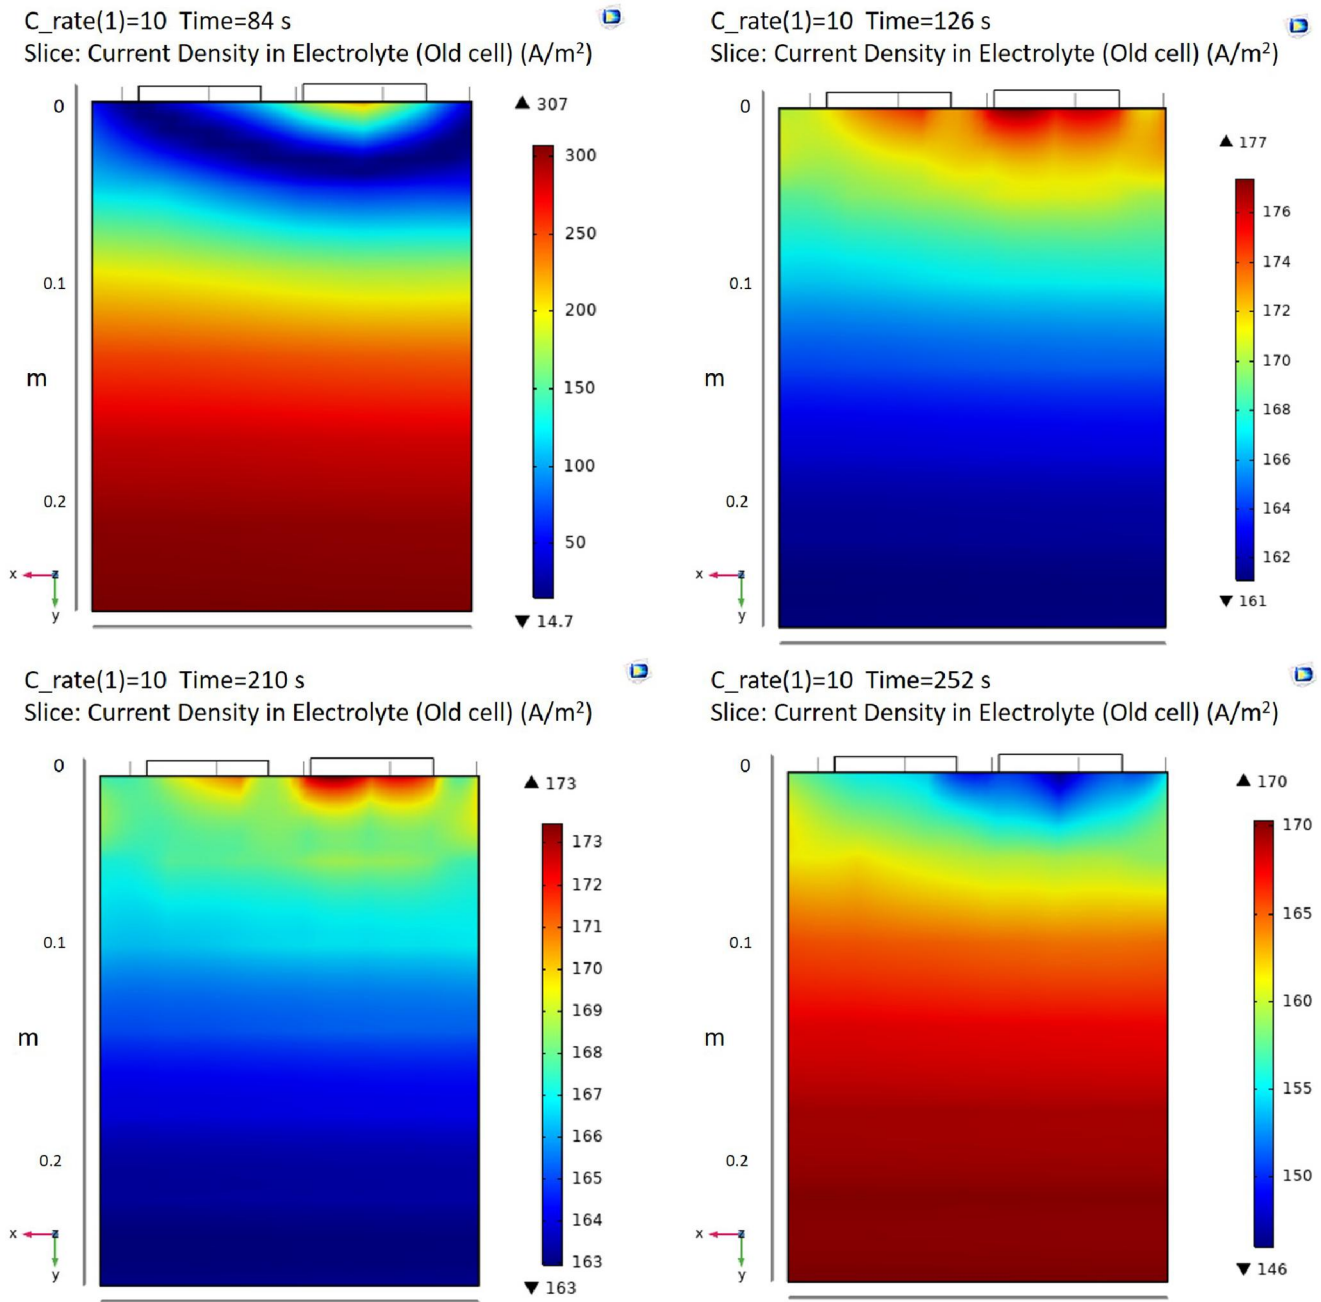 C_rate(1)=10 Time=84 s
Slice: Current Density in Electrolyte (Old cell) (A/m²)
0
0.1
m
0.2
x
z
y
▲ 307
300
250
200
150
100
50
▼ 14.7
C_rate(1)=10 Time=126 s
Slice: Current Density in Electrolyte (Old cell) (A/m²)
0
0.1
m
0.2
x
z
y
▲ 177
176
174
172
170
168
166
164
162
▼ 161
C_rate(1)=10 Time=210 s
Slice: Current Density in Electrolyte (Old cell) (A/m²)
0
0.1
m
0.2
x
z
y
▲ 173
173
172
171
170
169
168
167
166
165
164
163
▼ 163
C_rate(1)=10 Time=252 s
Slice: Current Density in Electrolyte (Old cell) (A/m²)
0
0.1
m
0.2
x
z
y
▲ 170
170
165
160
155
150
▼ 146